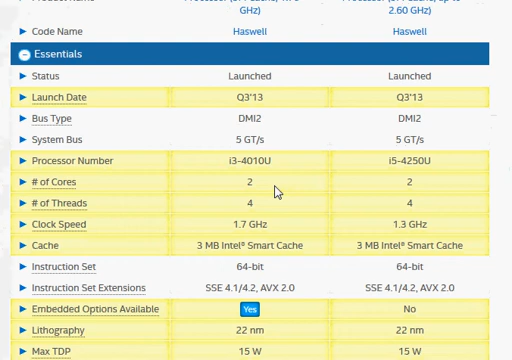 GHz) 2.60 GHz)
Code Name Haswell Haswell
Essentials
Status Launched Launched
Launch Date Q3'13 Q3'13
Bus Type DMI2 DMI2
System Bus 5 GT/s 5 GT/s
Processor Number i3-4010U i5-4250U
# of Cores 2 2
# of Threads 4 4
Clock Speed 1.7 GHz 1.3 GHz
Cache 3 MB Intel® Smart Cache 3 MB Intel® Smart Cache
Instruction Set 64-bit 64-bit
Instruction Set Extensions SSE 4.1/4.2, AVX 2.0 SSE 4.1/4.2, AVX 2.0
Embedded Options Available Yes No
Lithography 22 nm 22 nm
Max TDP 15 W 15 W